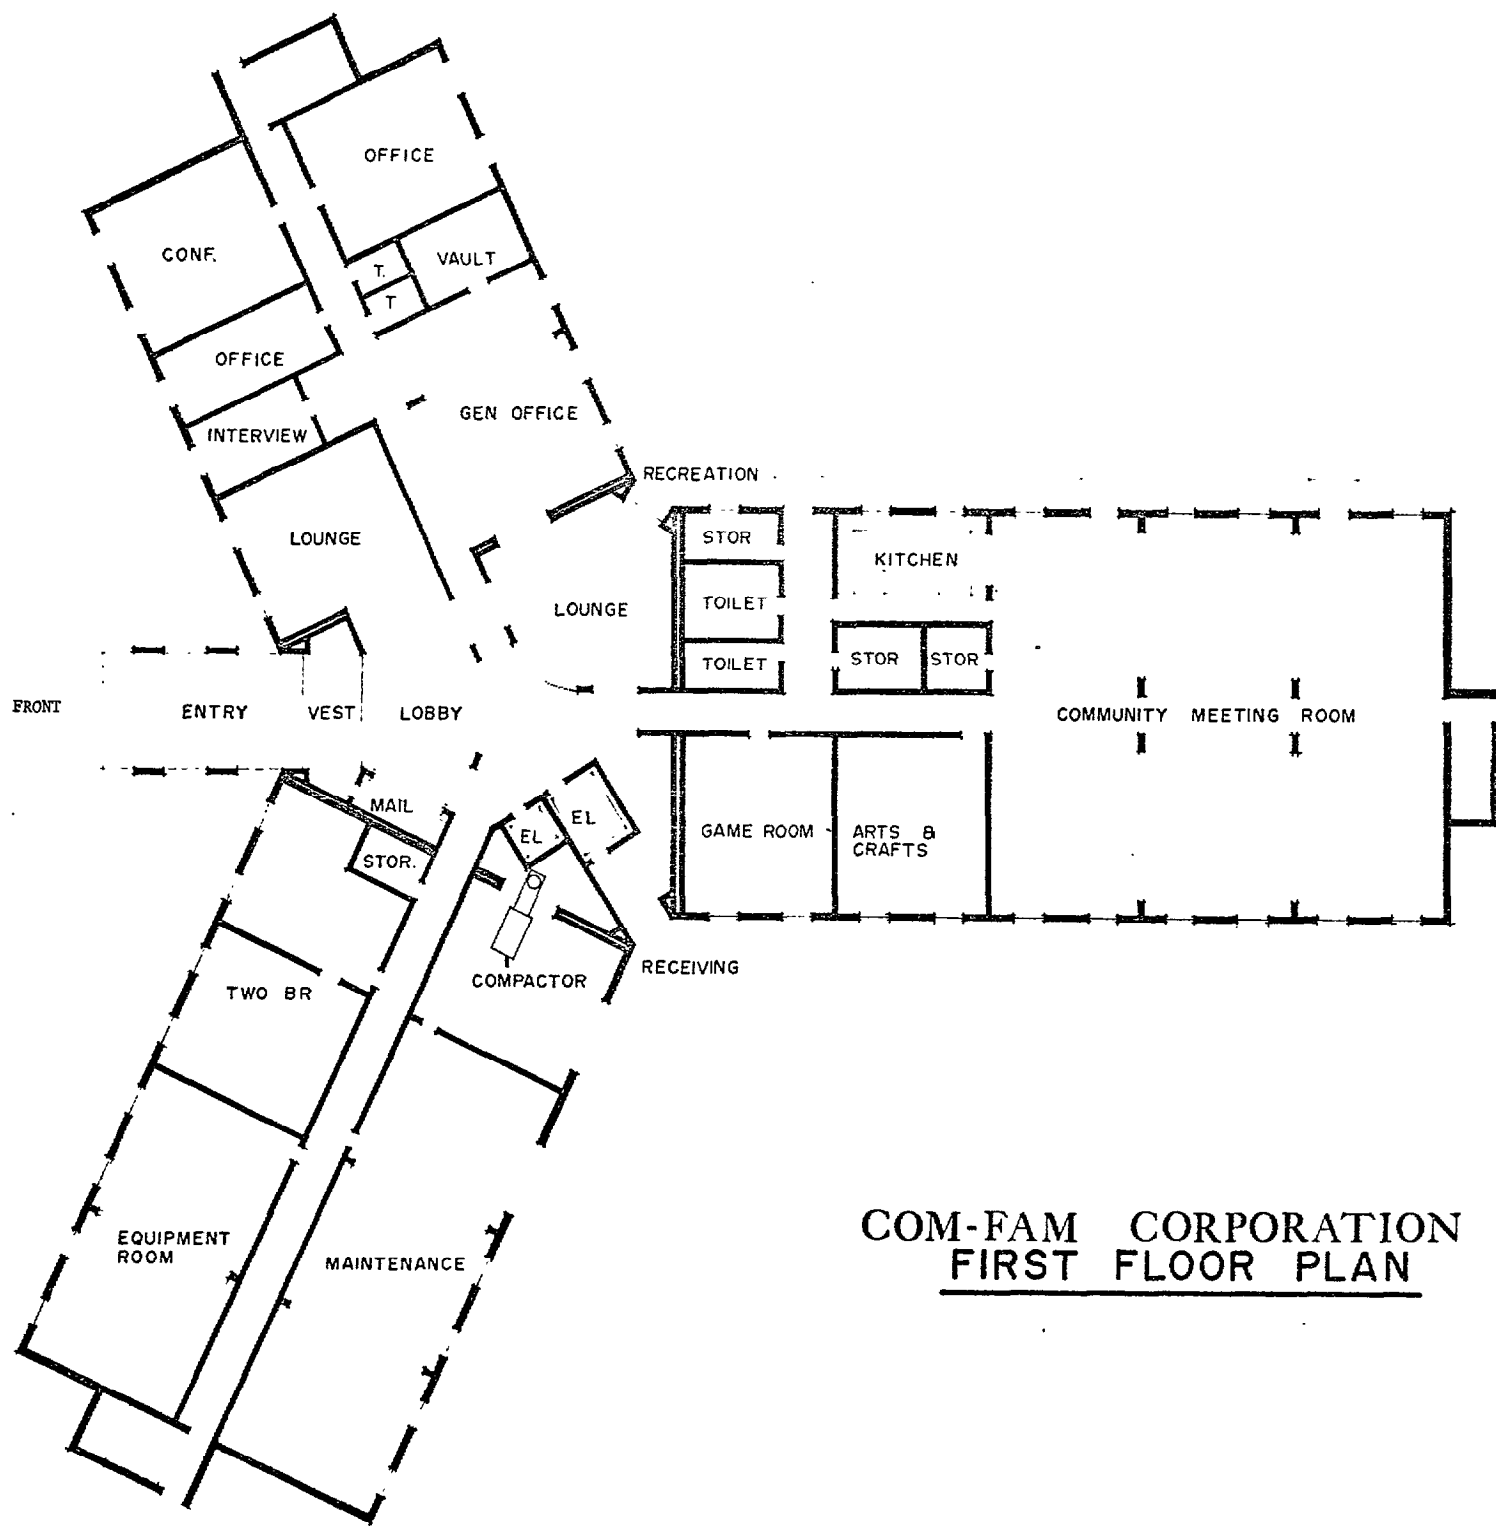 OFFICE
CONF.
T.
VAULT
T
OFFICE
GEN OFFICE
INTERVIEW
RECREATION
LOUNGE
STOR
KITCHEN
LOUNGE
TOILET
TOILET
STOR
STOR
FRONT
ENTRY
VEST
LOBBY
COMMUNITY MEETING ROOM
MAIL
EL
EL
GAME ROOM
ARTS &
CRAFTS
STOR.
COMPACTOR
RECEIVING
TWO BR
EQUIPMENT
ROOM
MAINTENANCE
COM-FAM CORPORATION
FIRST FLOOR PLAN